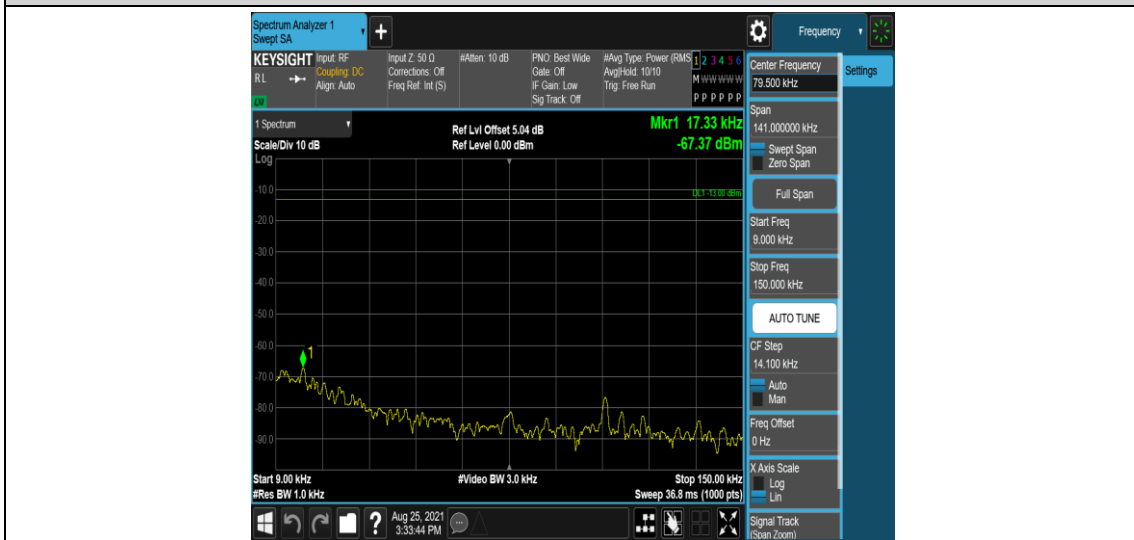 Spectrum Analyzer 1
Swept SA
+
Frequency
KEYSIGHT
RL
LXI
Input: RF
Coupling: DC
Align: Auto
Input Z: 50 Ω
Corrections: Off
Freq Ref: Int (S)
#Atten: 10 dB
PNO: Best Wide
Gate: Off
IF Gain: Low
Sig Track: Off
#Avg Type: Power (RMS
Avg|Hold: 10/10
Trig: Free Run
1 2 3 4 5 6
M W W W W W
P P P P P P
1 Spectrum
Scale/Div 10 dB
Log
Ref Lvl Offset 5.04 dB
Ref Level 0.00 dBm
Mkr1 17.33 kHz
-67.37 dBm
DL1 -13.00 dBm
-10.0
-20.0
-30.0
-40.0
-50.0
-60.0
-70.0
-80.0
-90.0
1
Start 9.00 kHz
#Res BW 1.0 kHz
#Video BW 3.0 kHz
Stop 150.00 kHz
Sweep 36.8 ms (1000 pts)
Center Frequency
79.500 kHz
Settings
Span
141.000000 kHz
Swept Span
Zero Span
Full Span
Start Freq
9.000 kHz
Stop Freq
150.000 kHz
AUTO TUNE
CF Step
14.100 kHz
Auto
Man
Freq Offset
0 Hz
X Axis Scale
Log
Lin
Signal Track
(Span Zoom)
?
Aug 25, 2021
3:33:44 PM